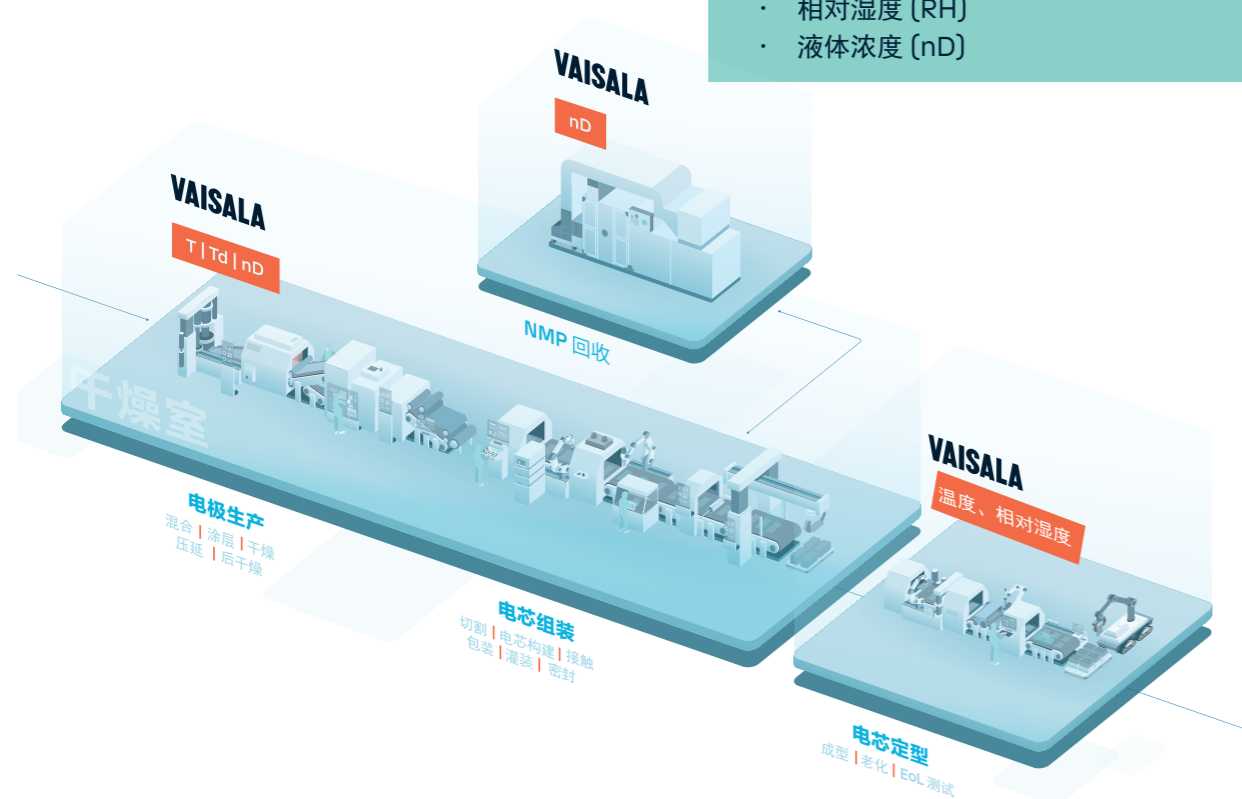 · 相对湿度 (RH)
· 液体浓度 (nD)
VAISALA
nD
NMP 回收
VAISALA
T | Td | nD
干燥室
电极生产
混合 | 涂层 | 干燥
压延 | 后干燥
电芯组装
切割 | 电芯构建 | 接触
包装 | 灌装 | 密封
VAISALA
温度、相对湿度
电芯定型
成型 | 老化 | EoL 测试